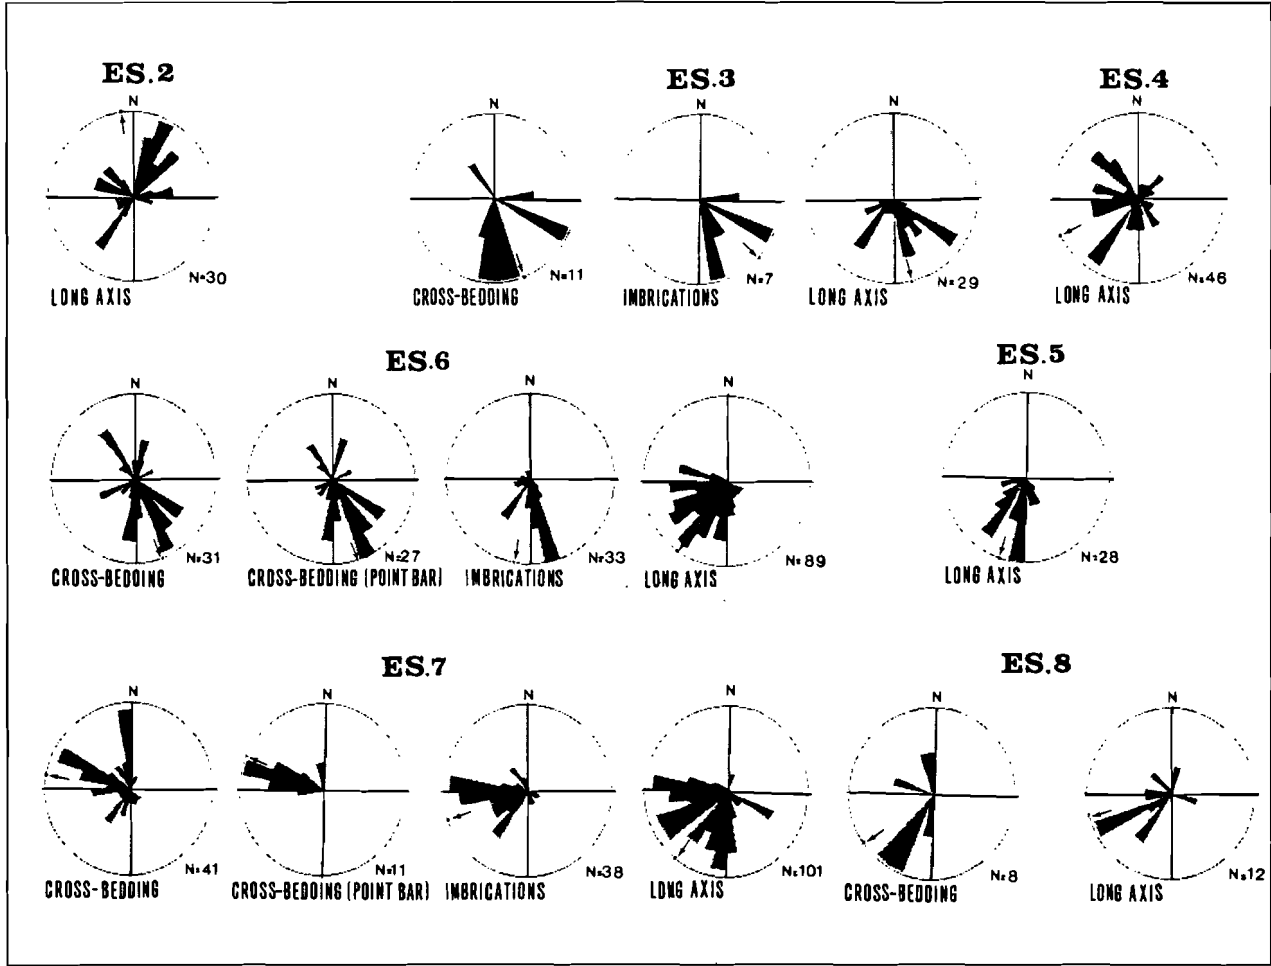 ES.2
ES.3
ES.4
N
N
N
N
N
N=30
N=11
N=7
N=29
N=46
LONG AXIS
CROSS-BEDDING
IMBRICATIONS
LONG AXIS
LONG AXIS
ES.6
ES.5
N
N
N
N
N
N=31
N=27
N=33
N=89
N=28
CROSS-BEDDING
CROSS-BEDDING (POINT BAR)
IMBRICATIONS
LONG AXIS
LONG AXIS
ES.7
ES.8
N
N
N
N
N
N
N=41
N=11
N=38
N=101
N=8
N=12
CROSS-BEDDING
CROSS-BEDDING (POINT BAR)
IMBRICATIONS
LONG AXIS
CROSS-BEDDING
LONG AXIS